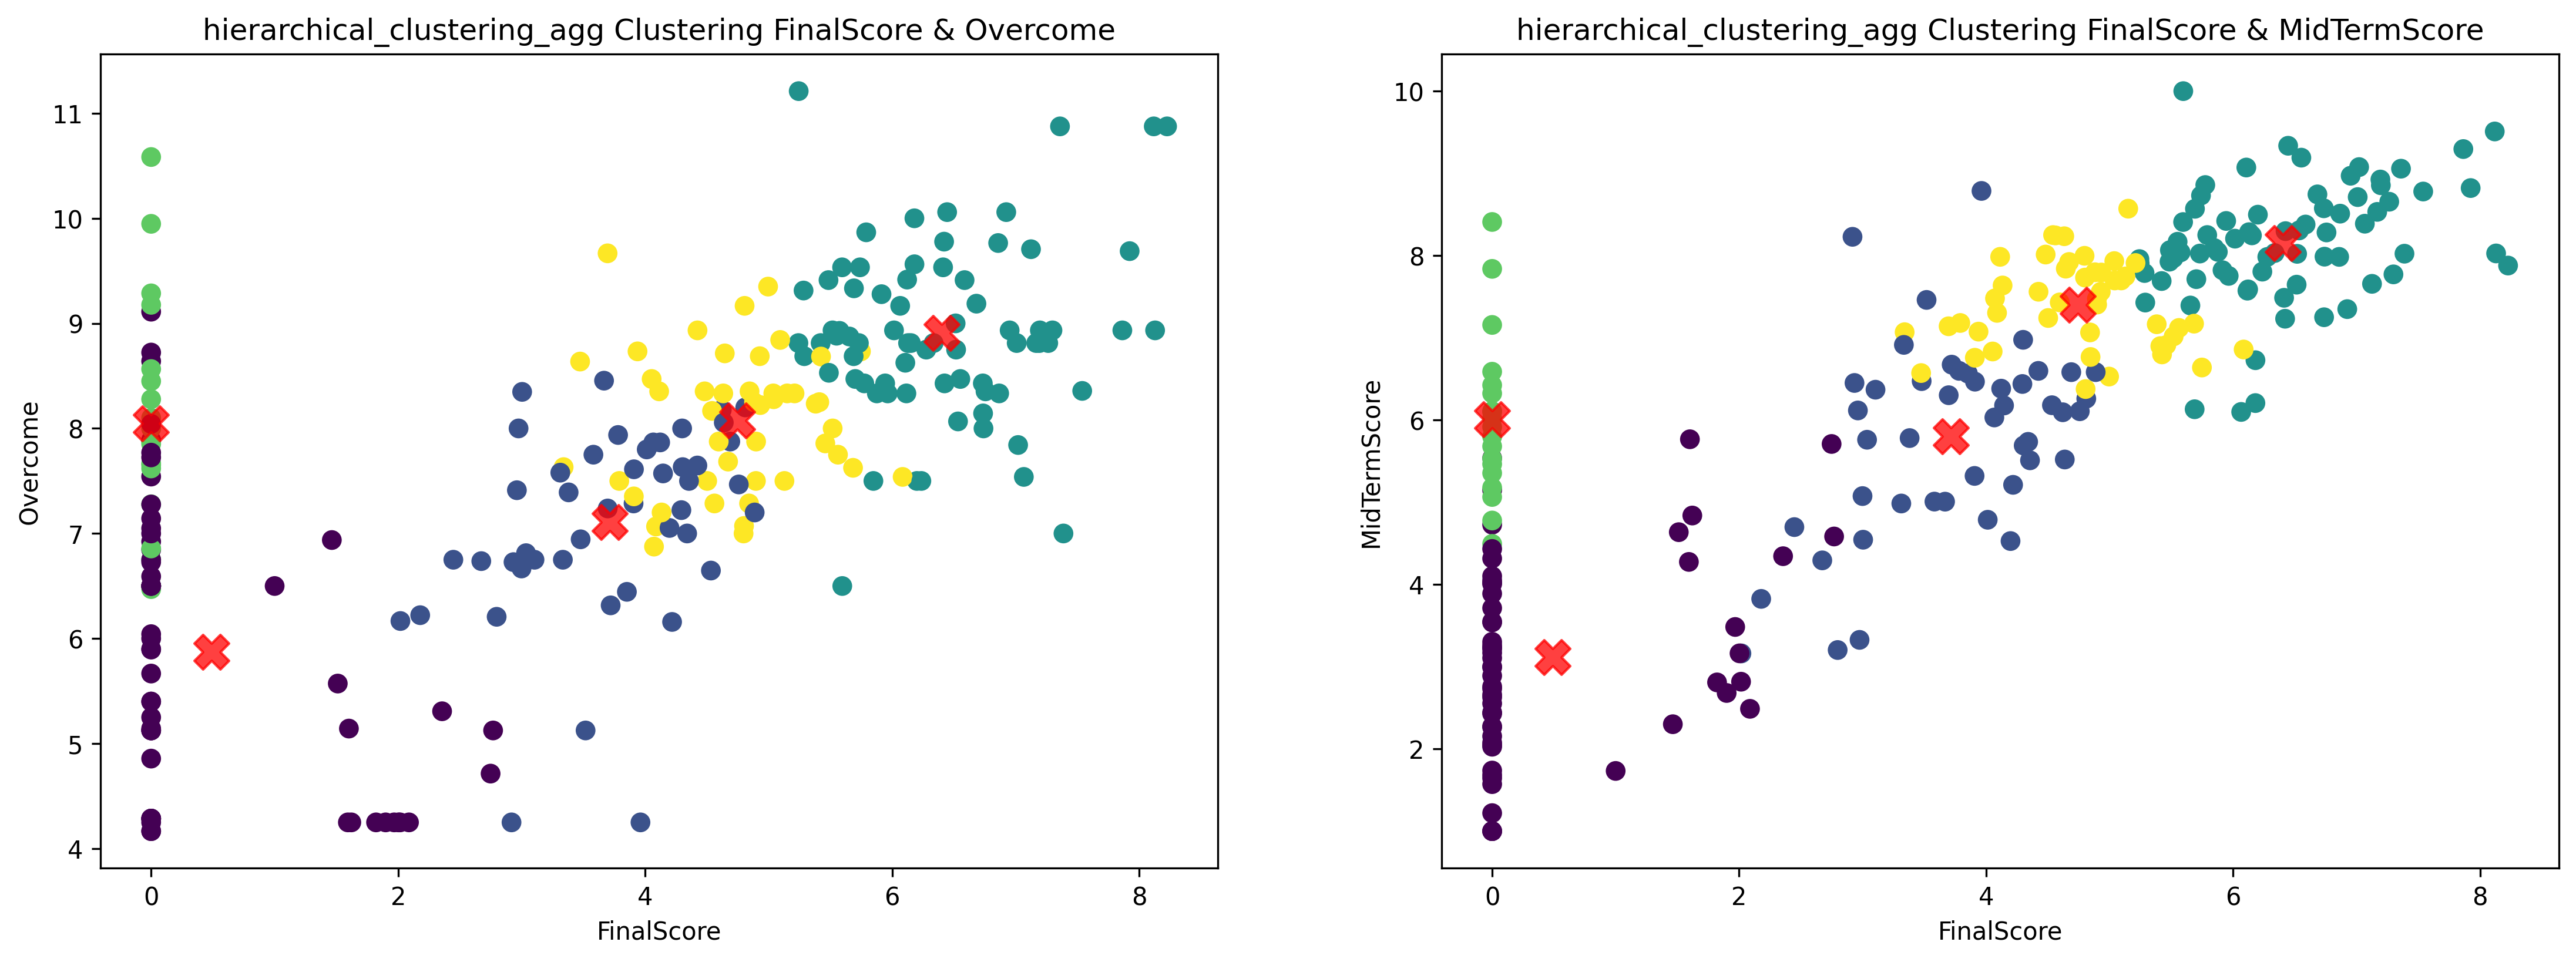 hierarchical_clustering_agg Clustering FinalScore & Overcome
11
10
9
8
7
6
5
4
Overcome
0 2 4 6 8
FinalScore
hierarchical_clustering_agg Clustering FinalScore & MidTermScore
10
8
6
4
2
MidTermScore
0 2 4 6 8
FinalScore